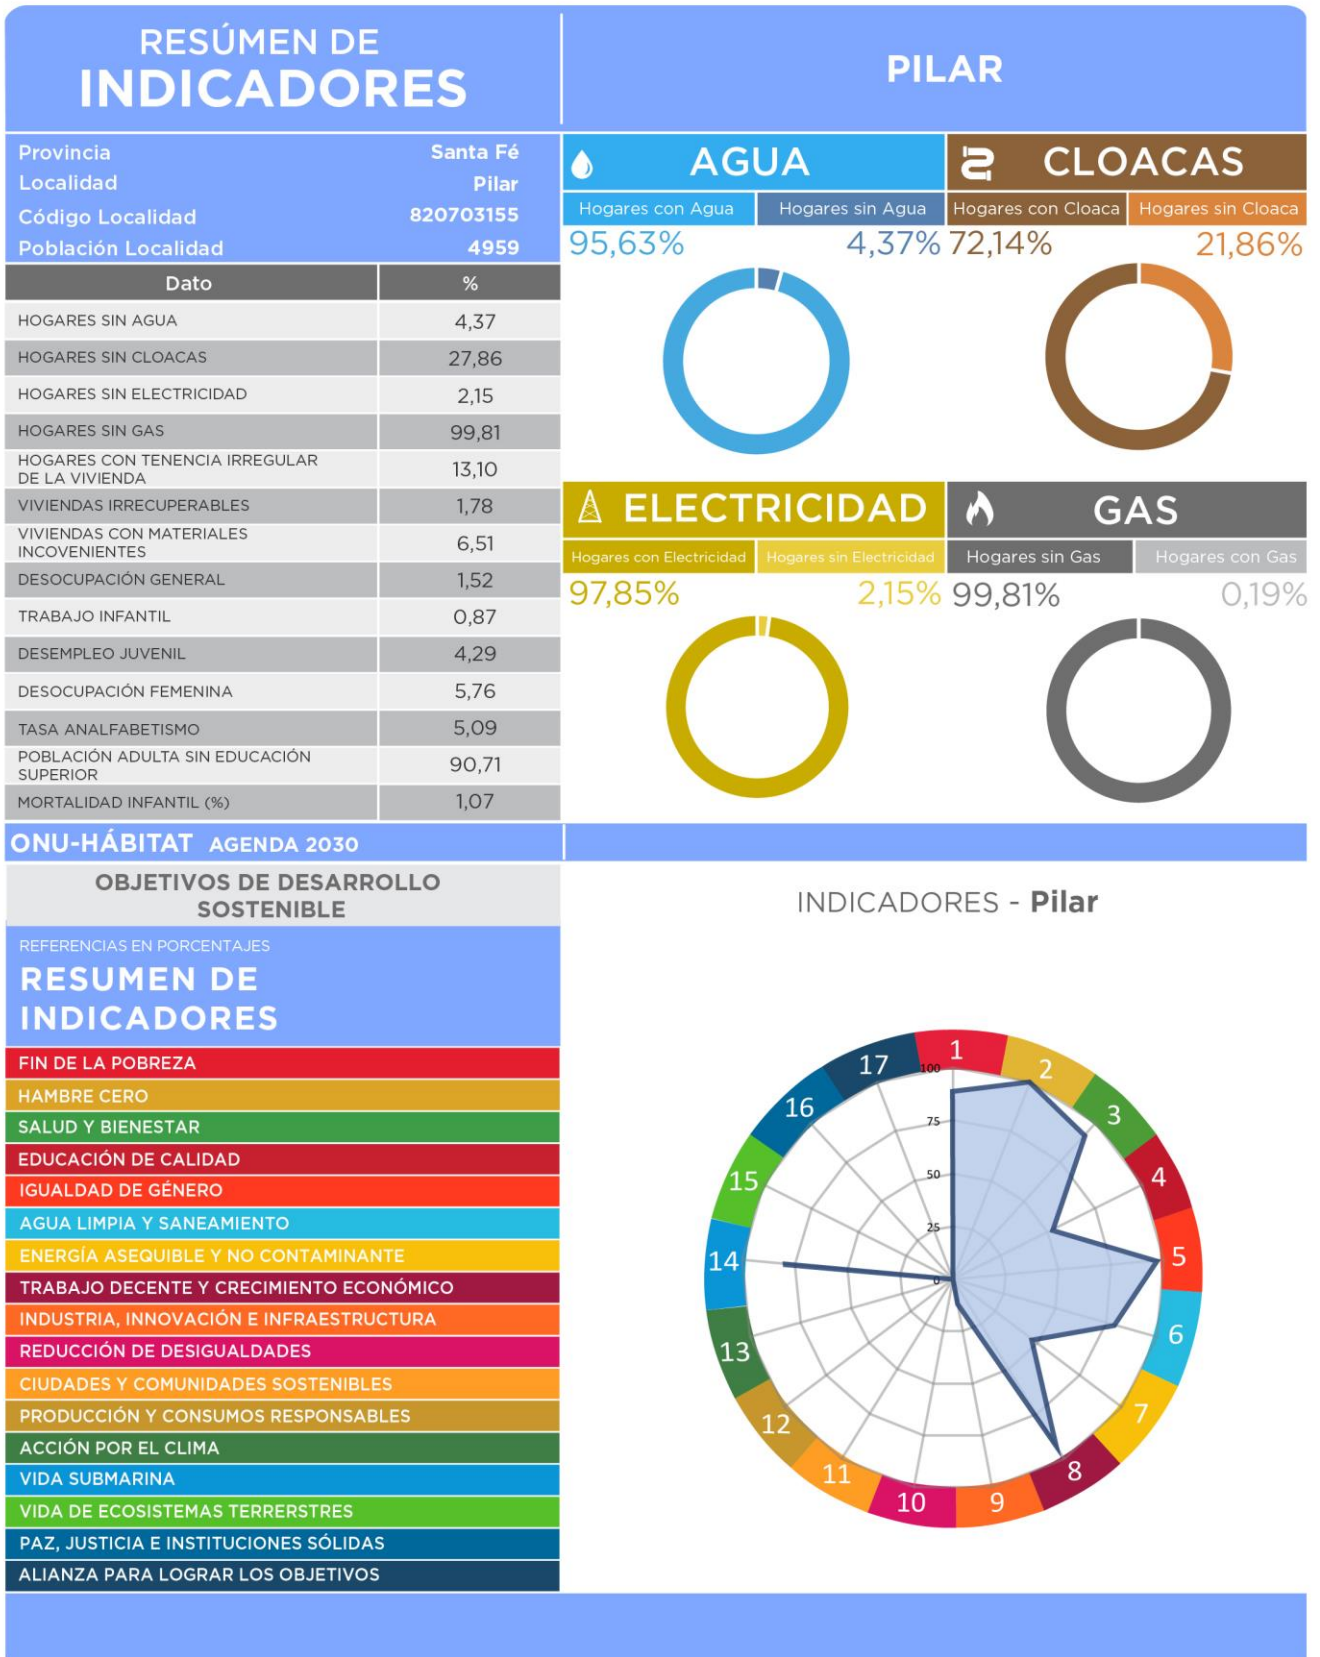 RESÚMEN DE
INDICADORES
PILAR
Provincia Santa Fé
Localidad Pilar
Código Localidad 820703155
Población Localidad 4959
Dato %
HOGARES SIN AGUA 4,37
HOGARES SIN CLOACAS 27,86
HOGARES SIN ELECTRICIDAD 2,15
HOGARES SIN GAS 99,81
HOGARES CON TENENCIA IRREGULAR
DE LA VIVIENDA 13,10
VIVIENDAS IRRECUPERABLES 1,78
VIVIENDAS CON MATERIALES
INCOVENIENTES 6,51
DESOCUPACIÓN GENERAL 1,52
TRABAJO INFANTIL 0,87
DESEMPLEO JUVENIL 4,29
DESOCUPACIÓN FEMENINA 5,76
TASA ANALFABETISMO 5,09
POBLACIÓN ADULTA SIN EDUCACIÓN
SUPERIOR 90,71
MORTALIDAD INFANTIL (%) 1,07
AGUA
Hogares con Agua Hogares sin Agua
95,63% 4,37%
CLOACAS
Hogares con Cloaca Hogares sin Cloaca
72,14% 21,86%
ELECTRICIDAD
Hogares con Electricidad Hogares sin Electricidad
97,85% 2,15%
GAS
Hogares sin Gas Hogares con Gas
99,81% 0,19%
ONU-HÁBITAT AGENDA 2030
OBJETIVOS DE DESARROLLO
SOSTENIBLE
REFERENCIAS EN PORCENTAJES
RESUMEN DE
INDICADORES
FIN DE LA POBREZA
HAMBRE CERO
SALUD Y BIENESTAR
EDUCACIÓN DE CALIDAD
IGUALDAD DE GÉNERO
AGUA LIMPIA Y SANEAMIENTO
ENERGÍA ASEQUIBLE Y NO CONTAMINANTE
TRABAJO DECENTE Y CRECIMIENTO ECONÓMICO
INDUSTRIA, INNOVACIÓN E INFRAESTRUCTURA
REDUCCIÓN DE DESIGUALDADES
CIUDADES Y COMUNIDADES SOSTENIBLES
PRODUCCIÓN Y CONSUMOS RESPONSABLES
ACCIÓN POR EL CLIMA
VIDA SUBMARINA
VIDA DE ECOSISTEMAS TERRERSTRES
PAZ, JUSTICIA E INSTITUCIONES SÓLIDAS
ALIANZA PARA LOGRAR LOS OBJETIVOS
INDICADORES - Pilar
1
2
3
4
5
6
7
8
9
10
11
12
13
14
15
16
17
100
75
50
25
0